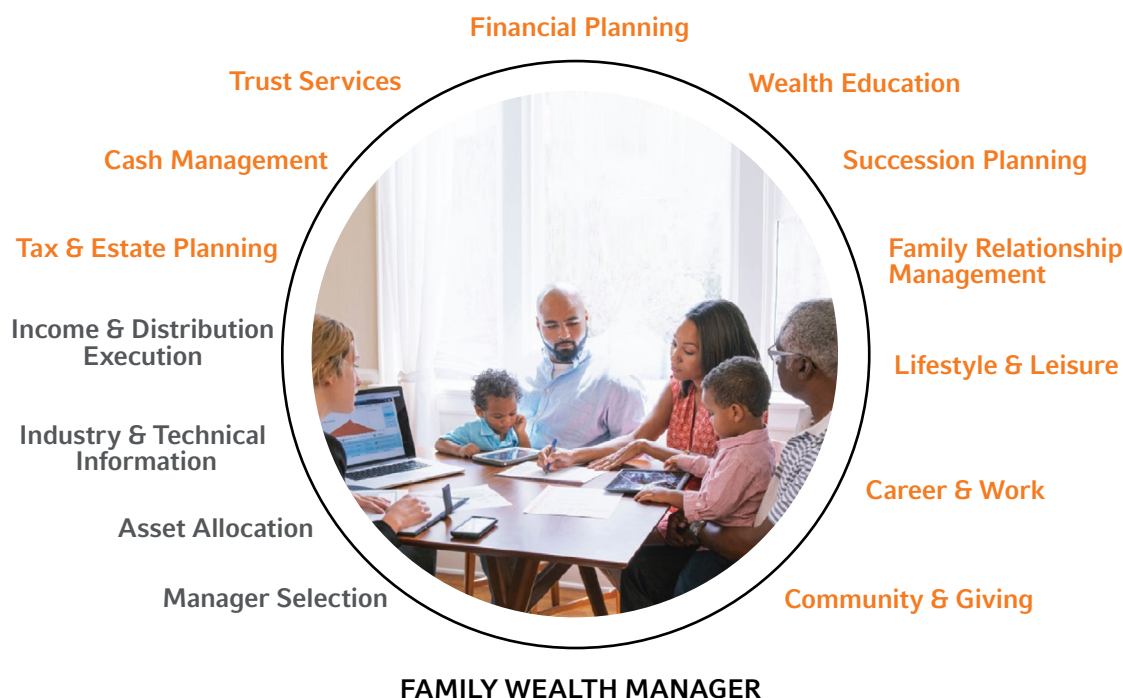 Financial Planning
Trust Services
Wealth Education
Cash Management
Succession Planning
Tax & Estate Planning
Family Relationship
Management
Income & Distribution
Execution
Lifestyle & Leisure
Industry & Technical
Information
Career & Work
Asset Allocation
Manager Selection
Community & Giving
FAMILY WEALTH MANAGER